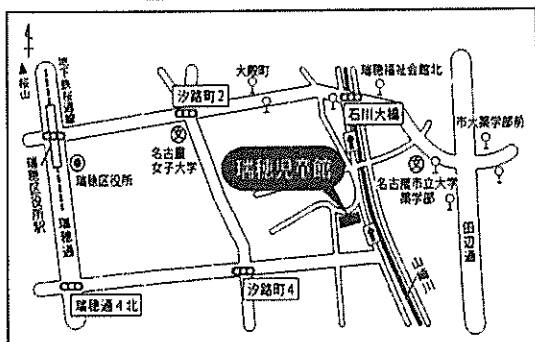 桜山
地下鉄桜通線
瑞穂区役所駅
瑞穂区役所
瑞穂通
瑞穂通4北
汐路町2
名古屋
女子大学
大殿町
瑞穂児童館
汐路町4
瑞穂福祉会館北
石川大橋
市大薬学部前
名古屋市立大学
薬学部
田辺通
山崎川